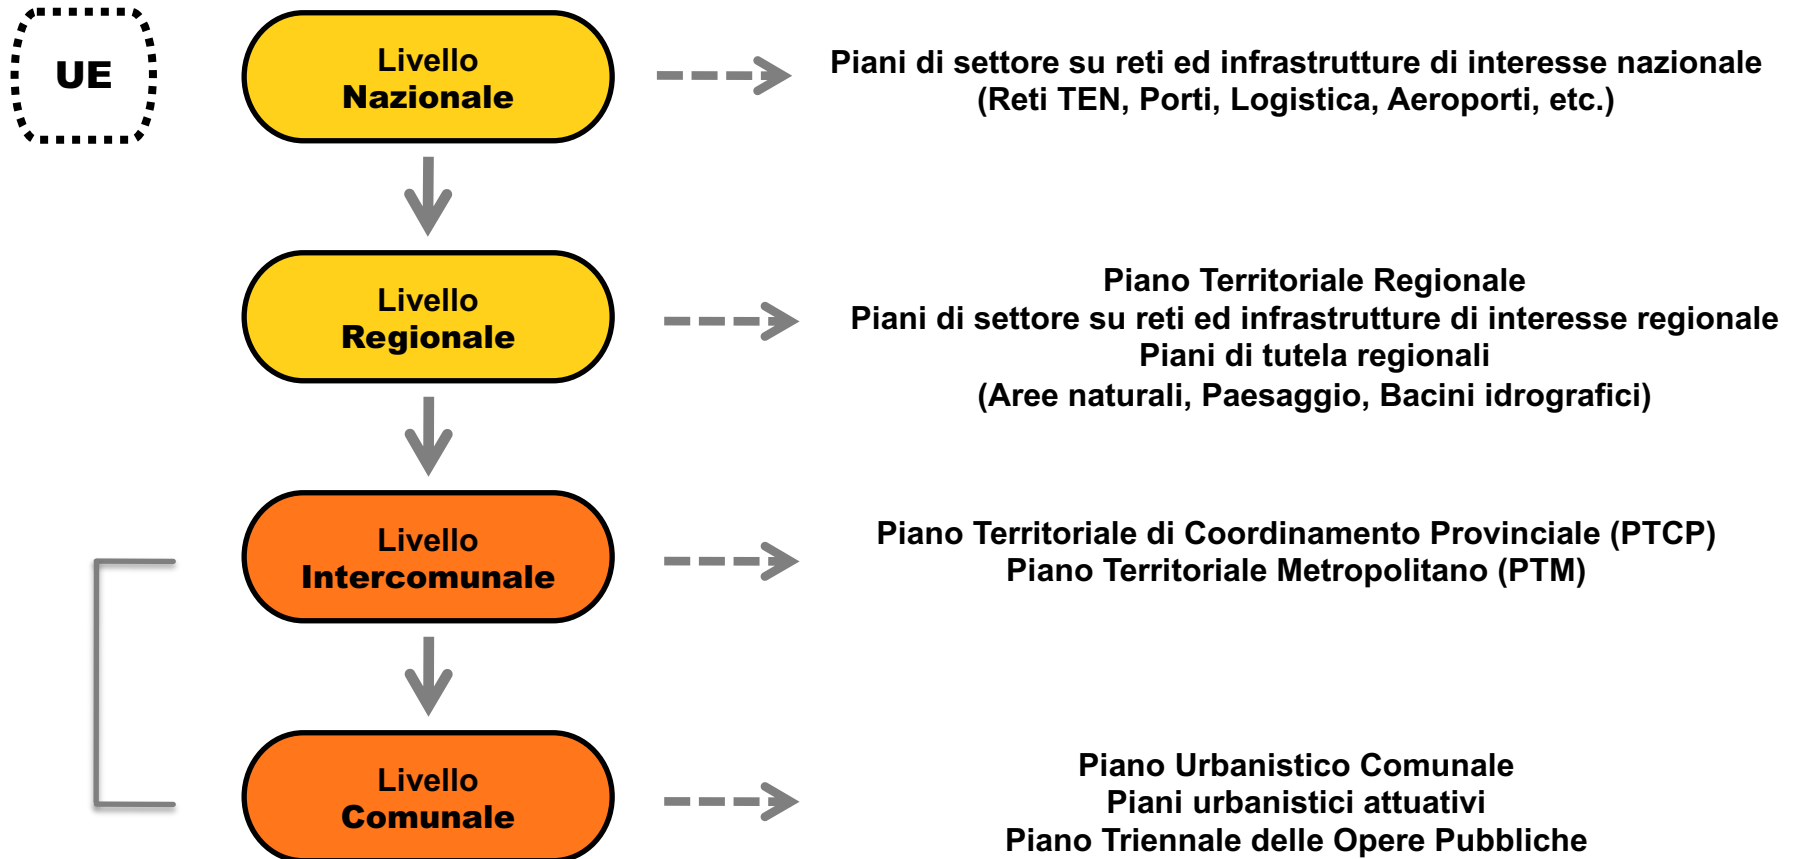 UE
Livello
Nazionale
Piani di settore su reti ed infrastrutture di interesse nazionale
(Reti TEN, Porti, Logistica, Aeroporti, etc.)
Livello
Regionale
Piano Territoriale Regionale
Piani di settore su reti ed infrastrutture di interesse regionale
Piani di tutela regionali
(Aree naturali, Paesaggio, Bacini idrografici)
Livello
Intercomunale
Piano Territoriale di Coordinamento Provinciale (PTCP)
Piano Territoriale Metropolitano (PTM)
Livello
Comunale
Piano Urbanistico Comunale
Piani urbanistici attuativi
Piano Triennale delle Opere Pubbliche